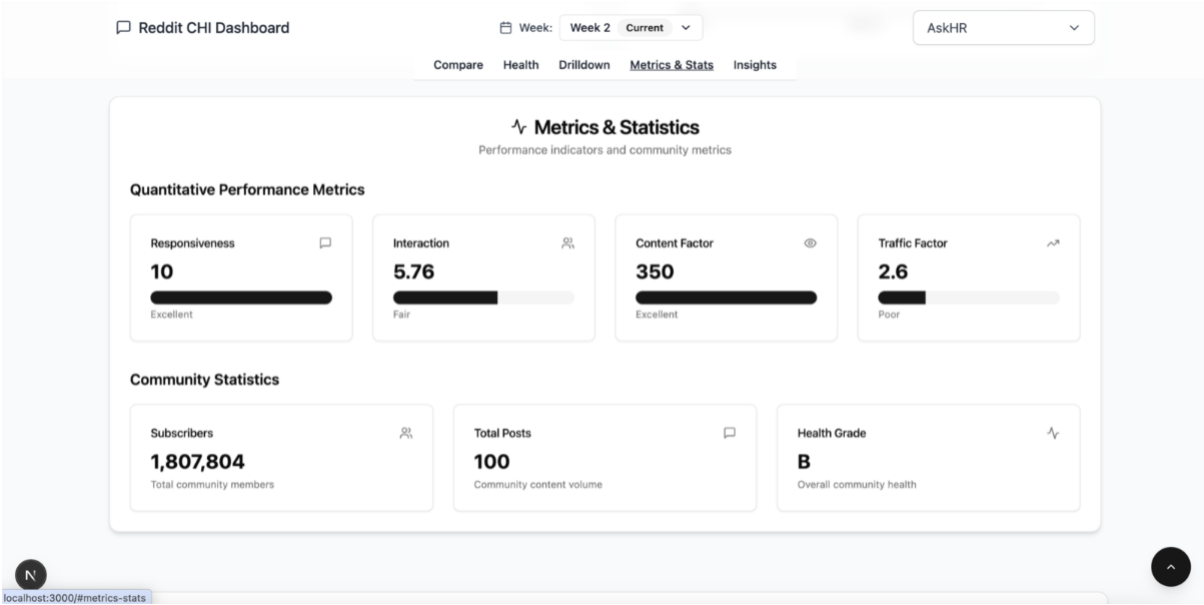 Reddit CHI Dashboard
Week: Week 2 Current
AskHR
Compare Health Drilldown Metrics & Stats Insights
Metrics & Statistics
Performance indicators and community metrics
Quantitative Performance Metrics
Responsiveness
10
Excellent
Interaction
5.76
Fair
Content Factor
350
Excellent
Traffic Factor
2.6
Poor
Community Statistics
Subscribers
1,807,804
Total community members
Total Posts
100
Community content volume
Health Grade
B
Overall community health
N
localhost:3000/#metrics-stats